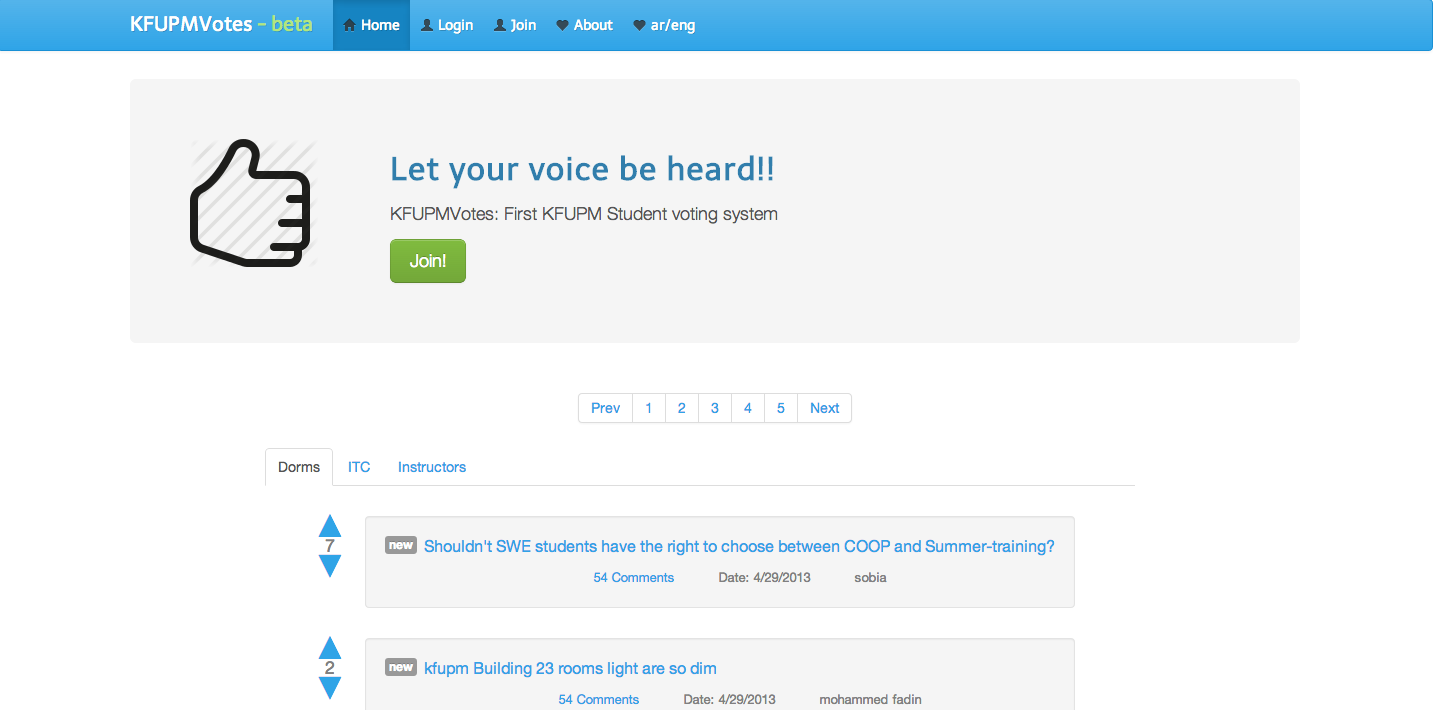 KFUPMVotes - beta Home Login Join About ar/eng
Let your voice be heard!!
KFUPMVotes: First KFUPM Student voting system
Join!
Prev 1 2 3 4 5 Next
Dorms ITC Instructors
7
new Shouldn't SWE students have the right to choose between COOP and Summer-training?
54 Comments Date: 4/29/2013 sobia
2
new kfupm Building 23 rooms light are so dim
54 Comments Date: 4/29/2013 mohammed fadin